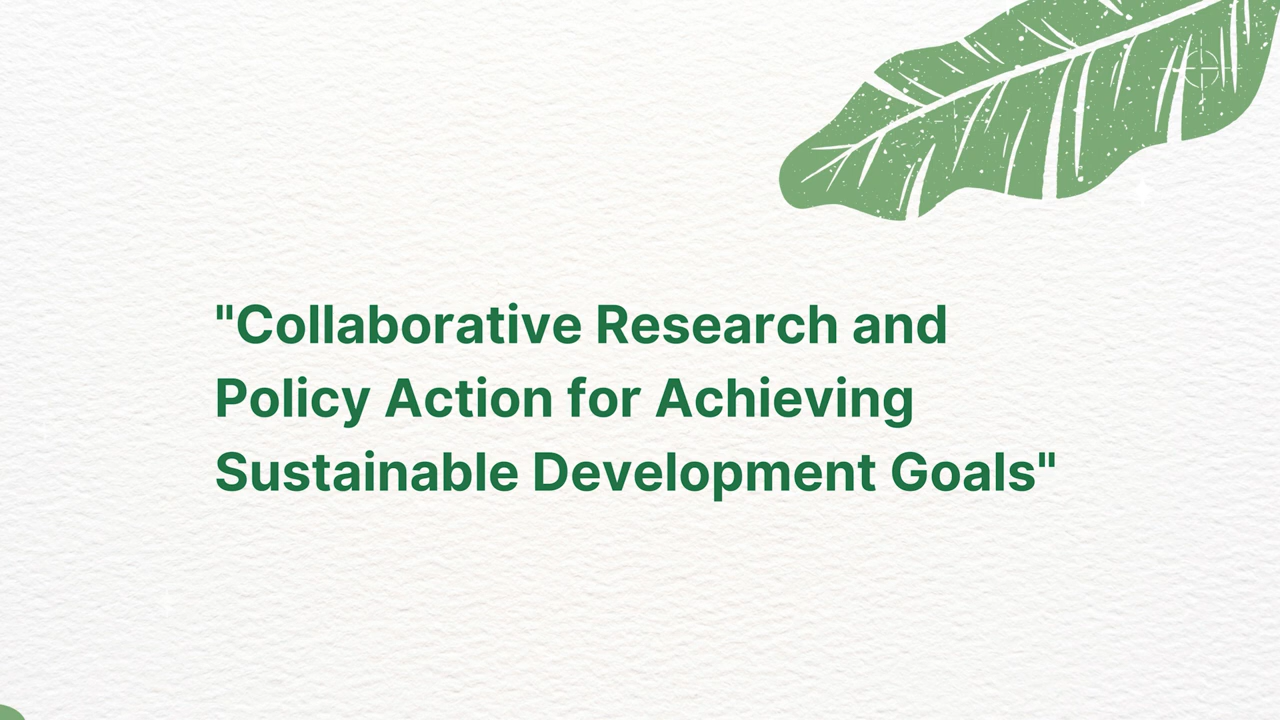 "Collaborative Research and
Policy Action for Achieving
Sustainable Development Goals"